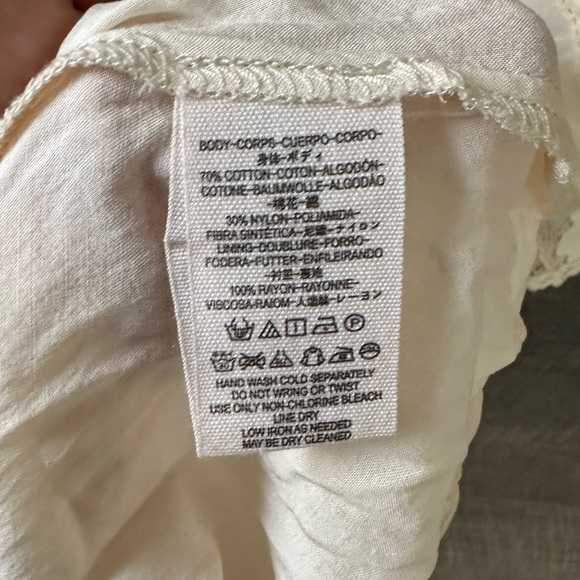 BODY-CORPS-CUERPO-CORPO-
身体-ボディ
70% COTTON-COTON-ALGODÓN-
COTONE-BAUMWOLLE-ALGODÃO
-棉花-綿
30% NYLON-POLIAMIDA-
FIBRA SINTÉTICA-尼龍-ナイロン
LINING-DOUBLURE-FORRO-
FODERA-FUTTER-ENFILEIRANDO
-衬里-裏地
100% RAYON-RAYONNE-
VISCOSA-RAIOM-人造絲-レーヨン
HAND WASH COLD SEPARATELY
DO NOT WRING OR TWIST
USE ONLY NON-CHLORINE BLEACH
LINE DRY
LOW IRON AS NEEDED
MAY BE DRY CLEANED